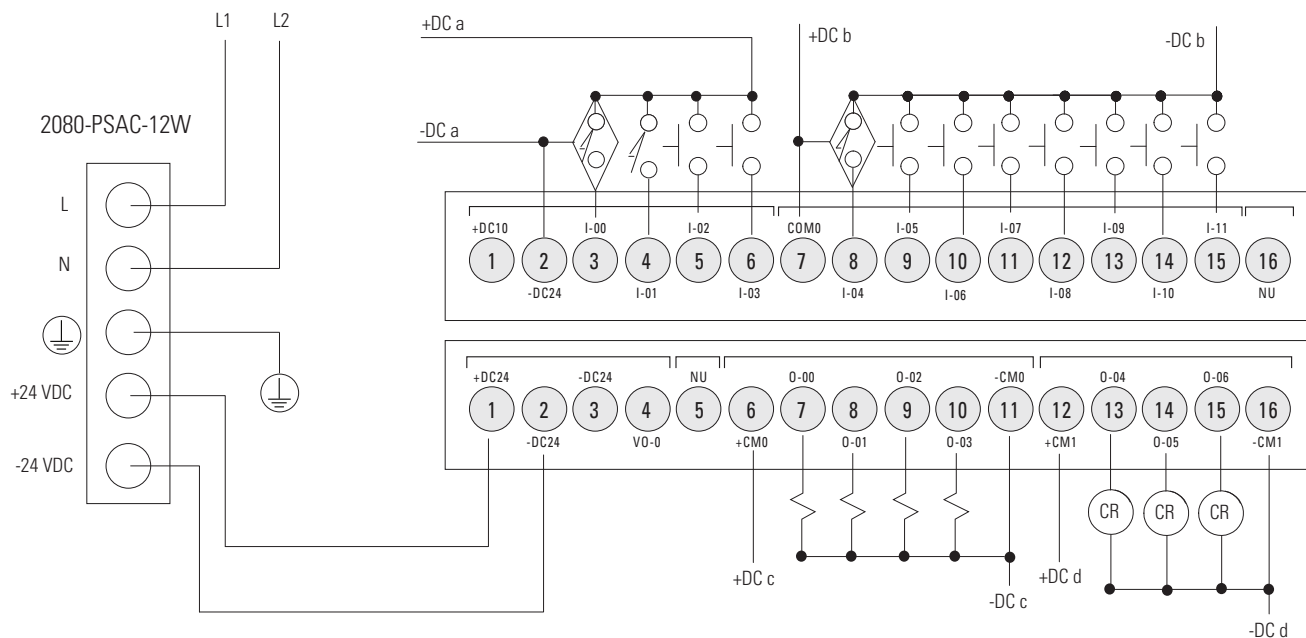 L1 L2
+DC a
+DC b
-DC b
2080-PSAC-12W
-DC a
L
N
+24 VDC
-24 VDC
+DC10 I-00 I-02 COM0 I-05 I-07 I-09 I-11
1 2 3 4 5 6 7 8 9 10 11 12 13 14 15 16
-DC24 I-01 I-03 I-04 I-06 I-08 I-10 NU
+DC24 -DC24 NU O-00 O-02 -CM0 O-04 O-06
1 2 3 4 5 6 7 8 9 10 11 12 13 14 15 16
-DC24 VO-0 +CM0 O-01 O-03 +CM1 O-05 -CM1
CR CR CR
+DC c
-DC c
+DC d
-DC d